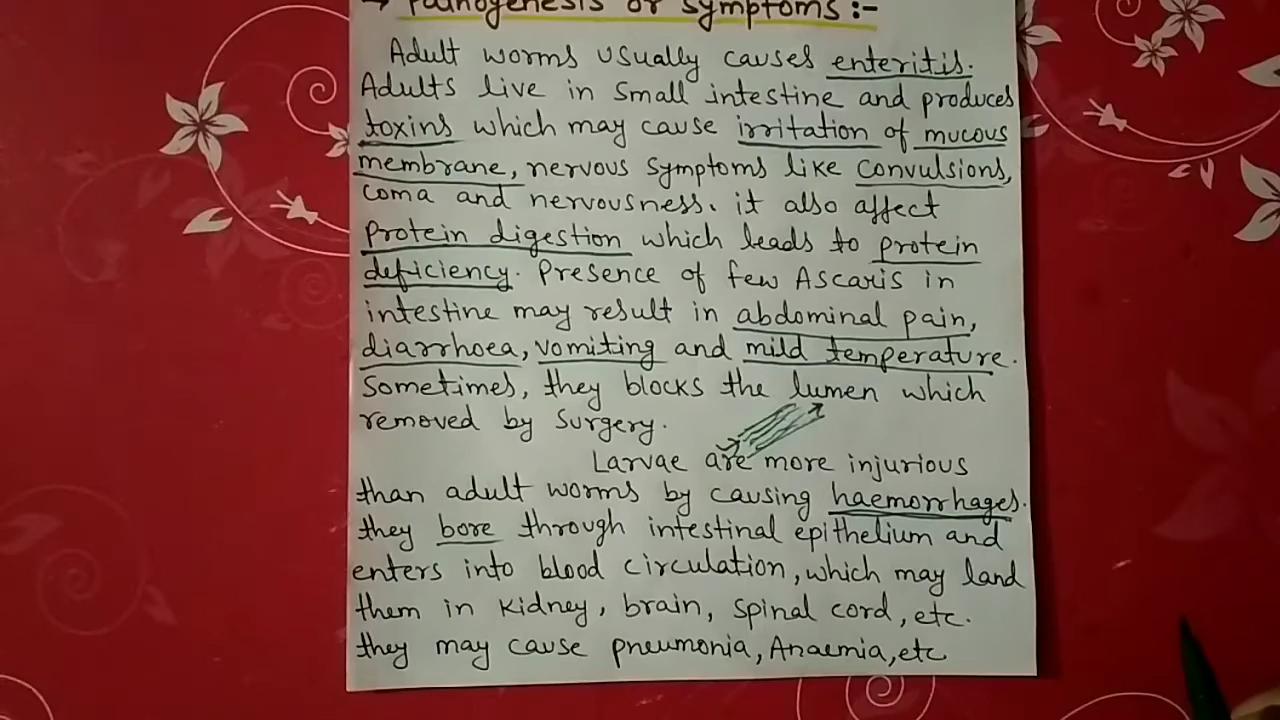 → Pathogenesis or symptoms :-
Adult worms usually causes enteritis.
Adults live in small intestine and produces
toxins which may cause irritation of mucous
membrane, nervous symptoms like convulsions,
coma and nervousness. it also affect
protein digestion which leads to protein
deficiency. Presence of few Ascaris in
intestine may result in abdominal pain,
diarrhoea, vomiting and mild temperature.
Sometimes, they blocks the lumen which
removed by surgery.
Larvae are more injurious
than adult worms by causing haemorrhages.
they bore through intestinal epithelium and
enters into blood circulation, which may land
them in kidney, brain, spinal cord, etc.
they may cause pneumonia, Anaemia, etc